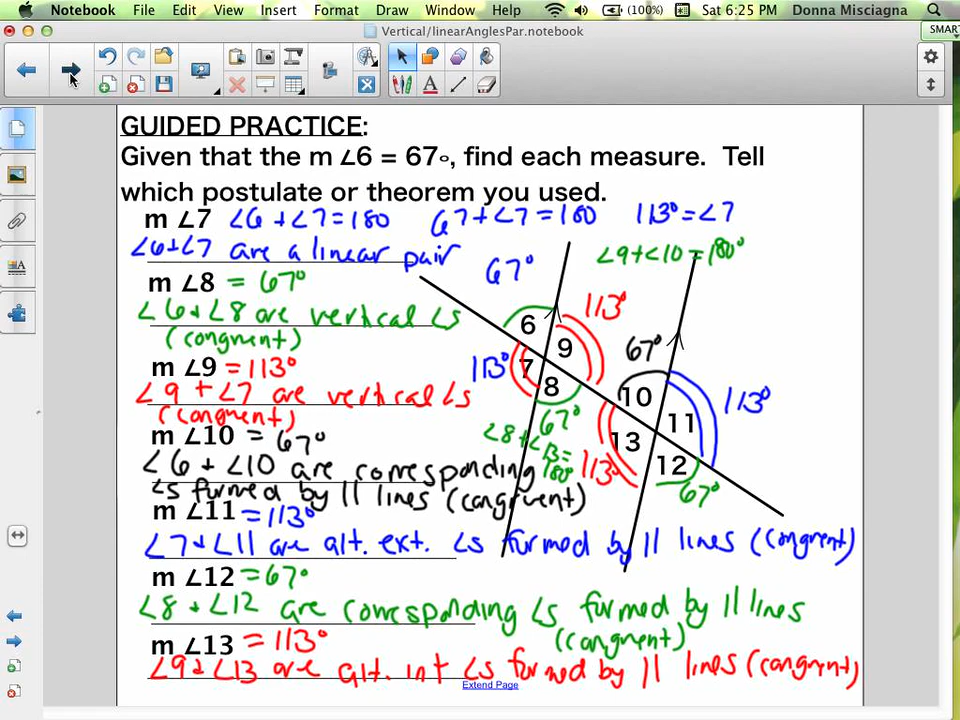 Notebook File Edit View Insert Format Draw Window Help (100%) Sat 6:25 PM Donna Misciagna
Vertical/linearAnglesPar.notebook
SMAR
GUIDED PRACTICE:
Given that the m ∠6 = 67°, find each measure. Tell
which postulate or theorem you used.
m ∠7 ∠6 + ∠7 = 180 67 + ∠7 = 180 113° = ∠7
∠6 + ∠7 are a linear pair
67°
∠9 + ∠10 = 180°
m ∠8 = 67°
∠6 + ∠8 are vertical ∠s
(congruent)
m ∠9 = 113°
∠9 + ∠7 are vertical ∠s
(congruent)
m ∠10 = 67°
∠6 + ∠10 are corresponding
∠s formed by || lines (congruent)
m ∠11 = 113°
∠7 + ∠11 are alt. ext. ∠s formed by || lines (congruent)
m ∠12 = 67°
∠8 + ∠12 are corresponding ∠s formed by || lines
(congruent)
m ∠13 = 113°
∠9 + ∠13 are alt. int ∠s formed by || lines (congruent)
6
113°
9
67°
113°
7
8
10
113°
67°
11
13
∠8 + ∠13 =
180°
113°
12
67°
Extend Page